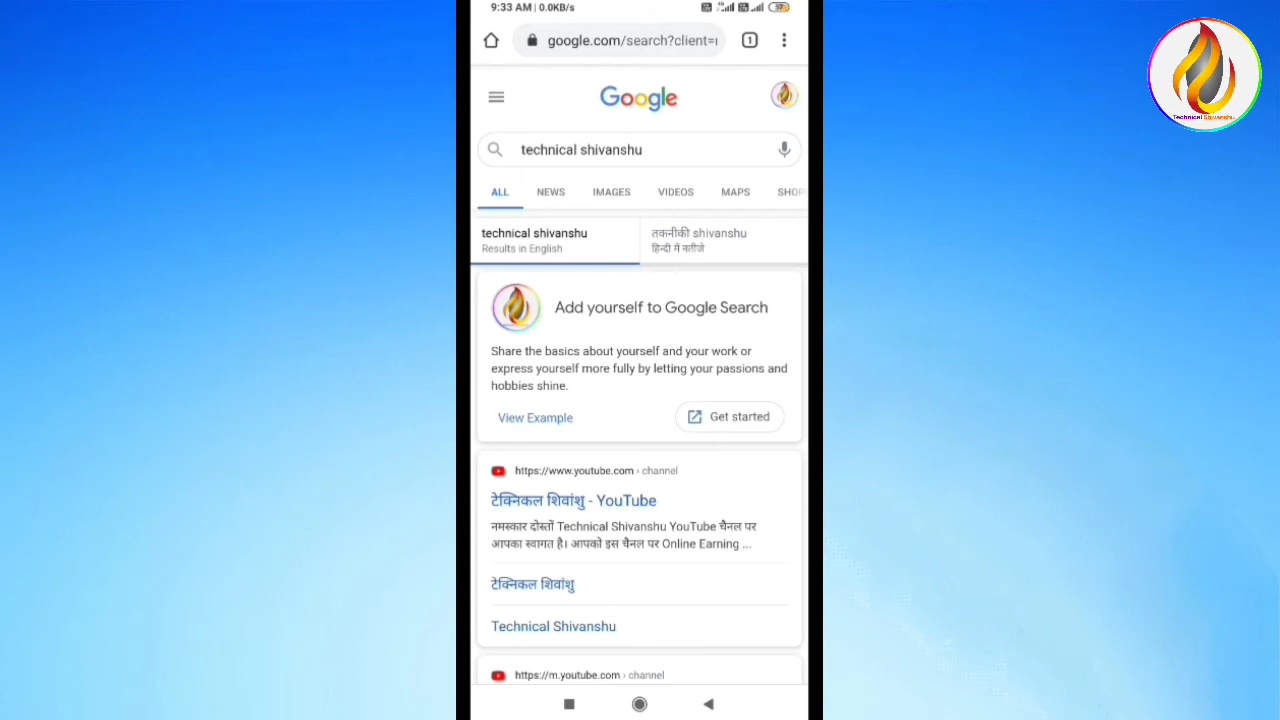 9:33 AM | 0.0KB/s
57
google.com/search?client=
1
Google
technical shivanshu
ALL NEWS IMAGES VIDEOS MAPS SHOP
technical shivanshu
Results in English
तकनीकी shivanshu
हिन्दी में नतीजे
Add yourself to Google Search
Share the basics about yourself and your work or
express yourself more fully by letting your passions and
hobbies shine.
View Example
Get started
https://www.youtube.com › channel
टेक्निकल शिवांशु - YouTube
नमस्कार दोस्तों Technical Shivanshu YouTube चैनल पर
आपका स्वागत है। आपको इस चैनल पर Online Earning ...
टेक्निकल शिवांशु
Technical Shivanshu
https://m.youtube.com › channel
Technical Shivanshu